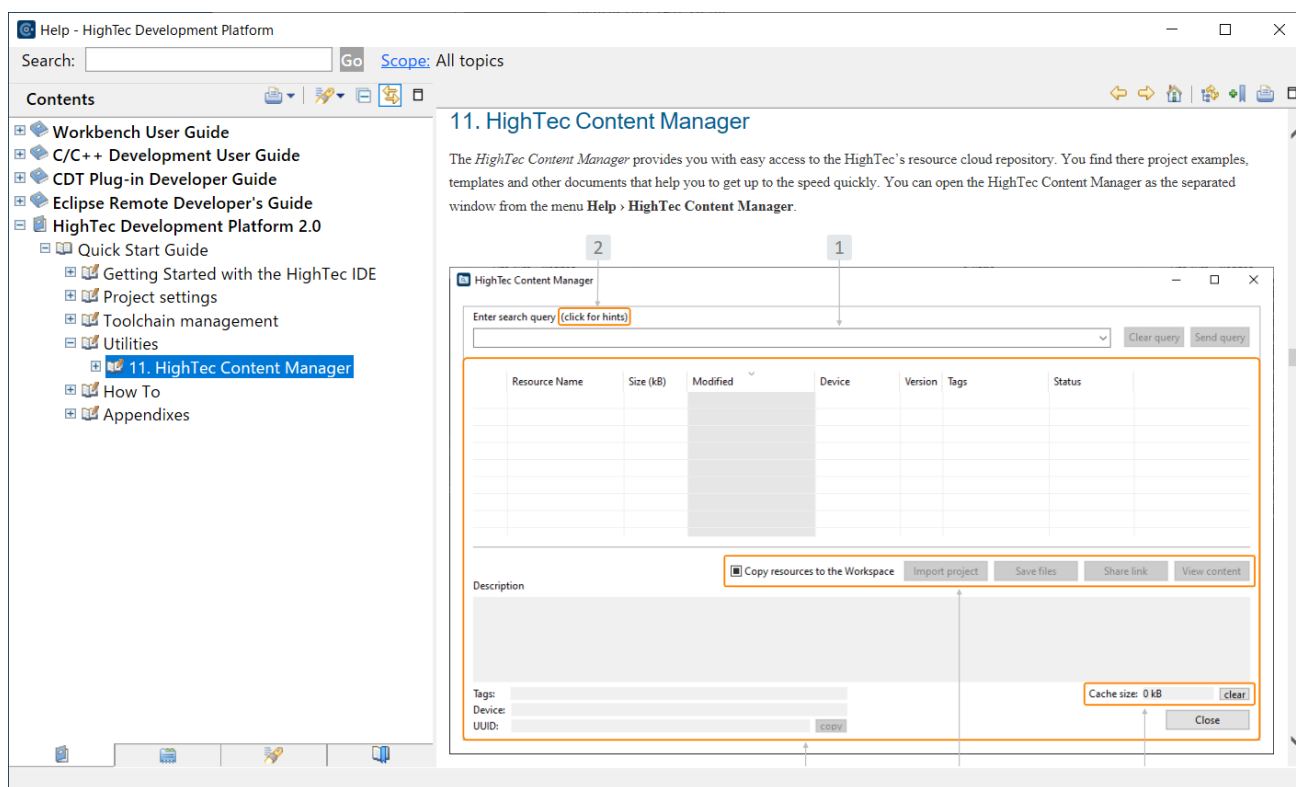 Help - HighTec Development Platform
Search:
Go
Scope: All topics
Contents
Workbench User Guide
C/C++ Development User Guide
CDT Plug-in Developer Guide
Eclipse Remote Developer's Guide
HighTec Development Platform 2.0
Quick Start Guide
Getting Started with the HighTec IDE
Project settings
Toolchain management
Utilities
11. HighTec Content Manager
How To
Appendixes
11. HighTec Content Manager
The HighTec Content Manager provides you with easy access to the HighTec's resource cloud repository. You find there project examples,
templates and other documents that help you to get up to the speed quickly. You can open the HighTec Content Manager as the separated
window from the menu Help › HighTec Content Manager.
2 1
HighTec Content Manager
Enter search query (click for hints)
Clear query Send query
Resource Name Size (kB) Modified Device Version Tags Status
Copy resources to the Workspace Import project Save files Share link View content
Description
Tags:
Cache size: 0 kB clear
Device:
UUID: copy
Close